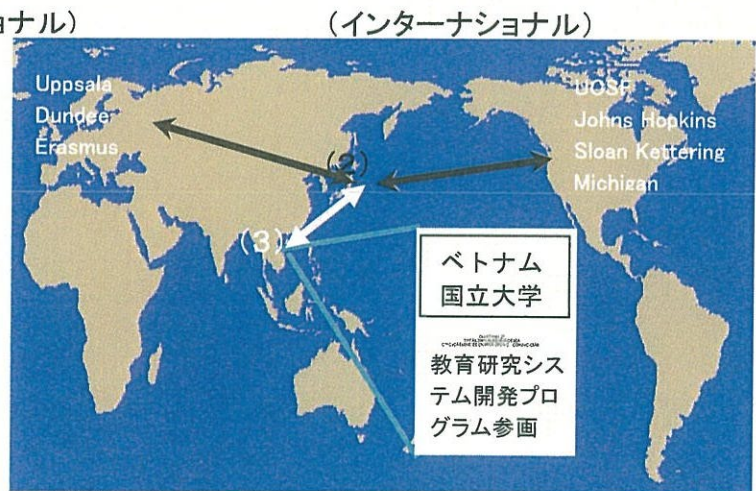 ョナル)
(インターナショナル)
Uppsala
Dundee
Erasmus
UCSF
Johns Hopkins
Sloan Kettering
Michigan
(2)
(3)
ベトナム
国立大学
教育研究シス
テム開発プロ
グラム参画